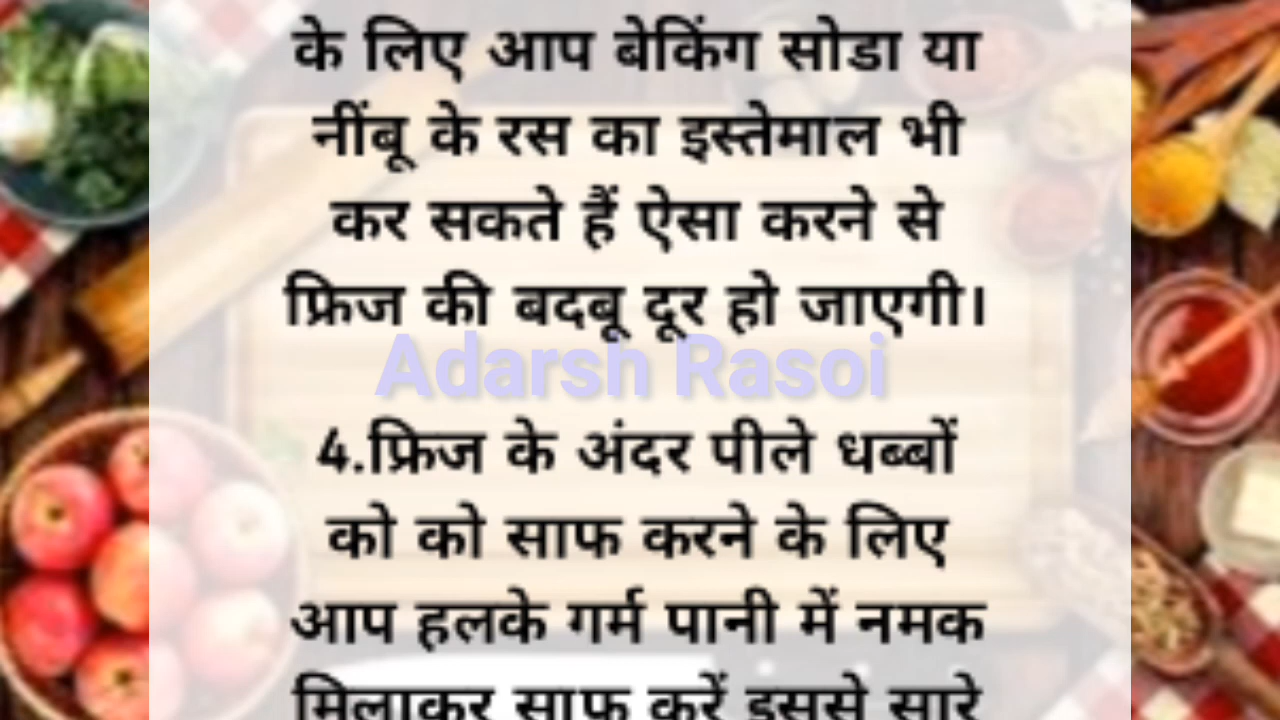 के लिए आप बेकिंग सोडा या
नींबू के रस का इस्तेमाल भी
कर सकते हैं ऐसा करने से
फ्रिज की बदबू दूर हो जाएगी।
Adarsh Rasoi
4.फ्रिज के अंदर पीले धब्बों
को को साफ करने के लिए
आप हलके गर्म पानी में नमक
मिलाकर साफ करें इससे सारे